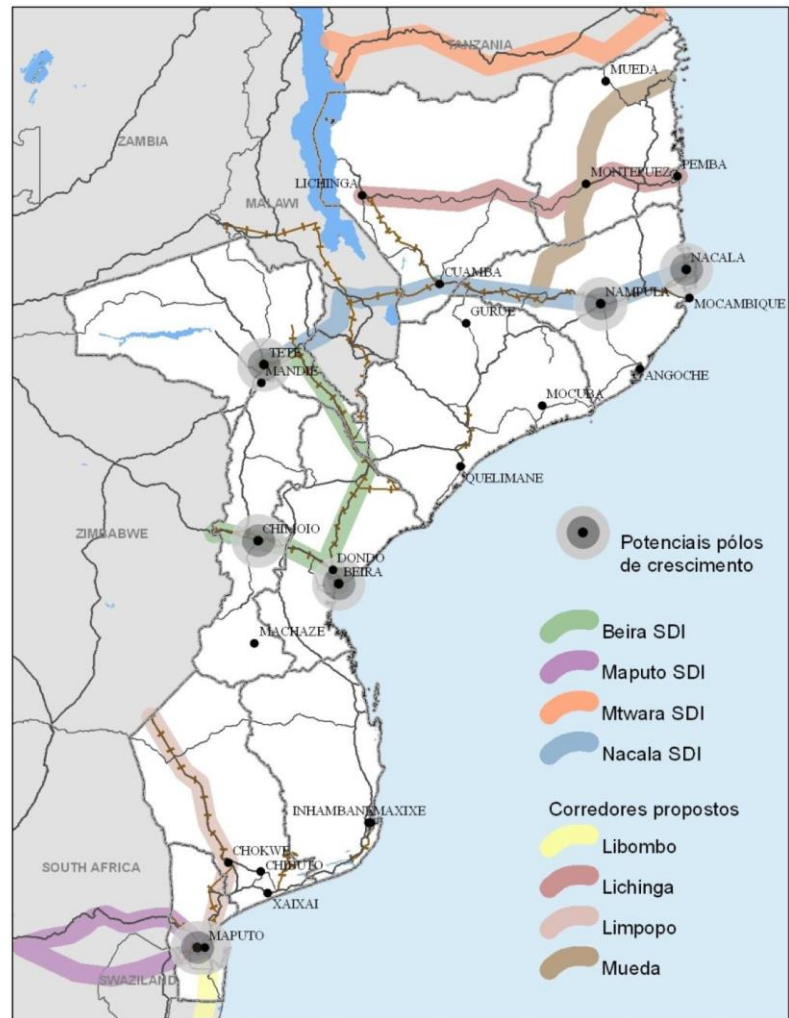 TANZANIA
MUEDA
ZAMBIA
PEMBA
MONTEPUEZ
LICHINGA
MALAWI
NACALA
CUAMBA
NAMPULA
MOCAMBIQUE
GURUE
TETE
MANDIE
ANGOCHE
MOCUBA
QUELIMANE
ZIMBABWE
CHIMOIO
DONDO
BEIRA
MACHAZE
INHAMBANE
MAXIXE
CHOKWE
CHIBUTO
SOUTH AFRICA
XAIXAI
MAPUTO
SWAZILAND
Potenciais pólos
de crescimento
Beira SDI
Maputo SDI
Mtwara SDI
Nacala SDI
Corredores propostos
Libombo
Lichinga
Limpopo
Mueda